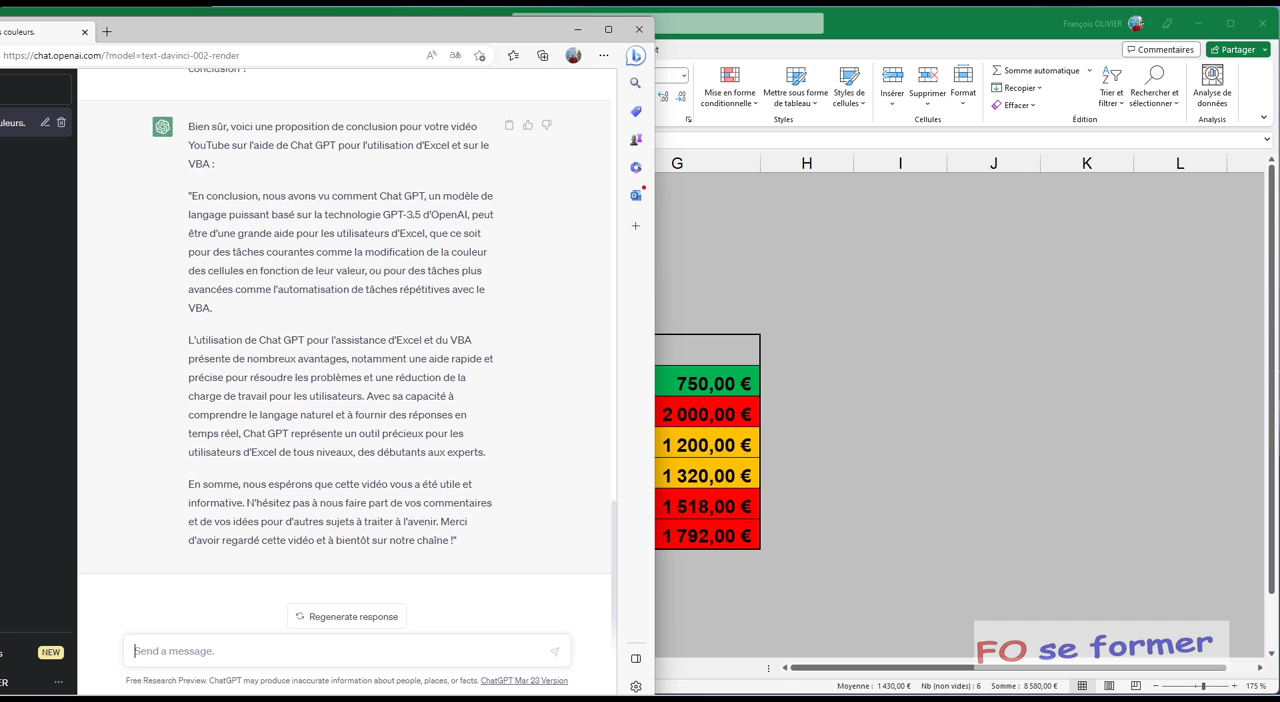 s couleurs.
https://chat.openai.com/?model=text-davinci-002-render
uleurs.
conclusion ?
Bien sûr, voici une proposition de conclusion pour votre vidéo
YouTube sur l'aide de Chat GPT pour l'utilisation d'Excel et sur le
VBA :
"En conclusion, nous avons vu comment Chat GPT, un modèle de
langage puissant basé sur la technologie GPT-3.5 d'OpenAI, peut
être d'une grande aide pour les utilisateurs d'Excel, que ce soit
pour des tâches courantes comme la modification de la couleur
des cellules en fonction de leur valeur, ou pour des tâches plus
avancées comme l'automatisation de tâches répétitives avec le
VBA.
L'utilisation de Chat GPT pour l'assistance d'Excel et du VBA
présente de nombreux avantages, notamment une aide rapide et
précise pour résoudre les problèmes et une réduction de la
charge de travail pour les utilisateurs. Avec sa capacité à
comprendre le langage naturel et à fournir des réponses en
temps réel, Chat GPT représente un outil précieux pour les
utilisateurs d'Excel de tous niveaux, des débutants aux experts.
En somme, nous espérons que cette vidéo vous a été utile et
informative. N'hésitez pas à nous faire part de vos commentaires
et de vos idées pour d'autres sujets à traiter à l'avenir. Merci
d'avoir regardé cette vidéo et à bientôt sur notre chaîne !"
Regenerate response
Send a message.
Free Research Preview. ChatGPT may produce inaccurate information about people, places, or facts. ChatGPT Mar 23 Version
s NEW
ER
François OLIVIER
Commentaires Partager
Mise en forme conditionnelle
Mettre sous forme de tableau
Styles de cellules
Styles
Insérer Supprimer Format
Cellules
Somme automatique
Recopier
Effacer
Trier et filtrer
Rechercher et sélectionner
Édition
Analyse de données
Analysis
G H I J K L
750,00 €
2 000,00 €
1 200,00 €
1 320,00 €
1 518,00 €
1 792,00 €
FO se former
Moyenne : 1 430,00 € Nb (non vides) : 6 Somme : 8 580,00 € 175 %